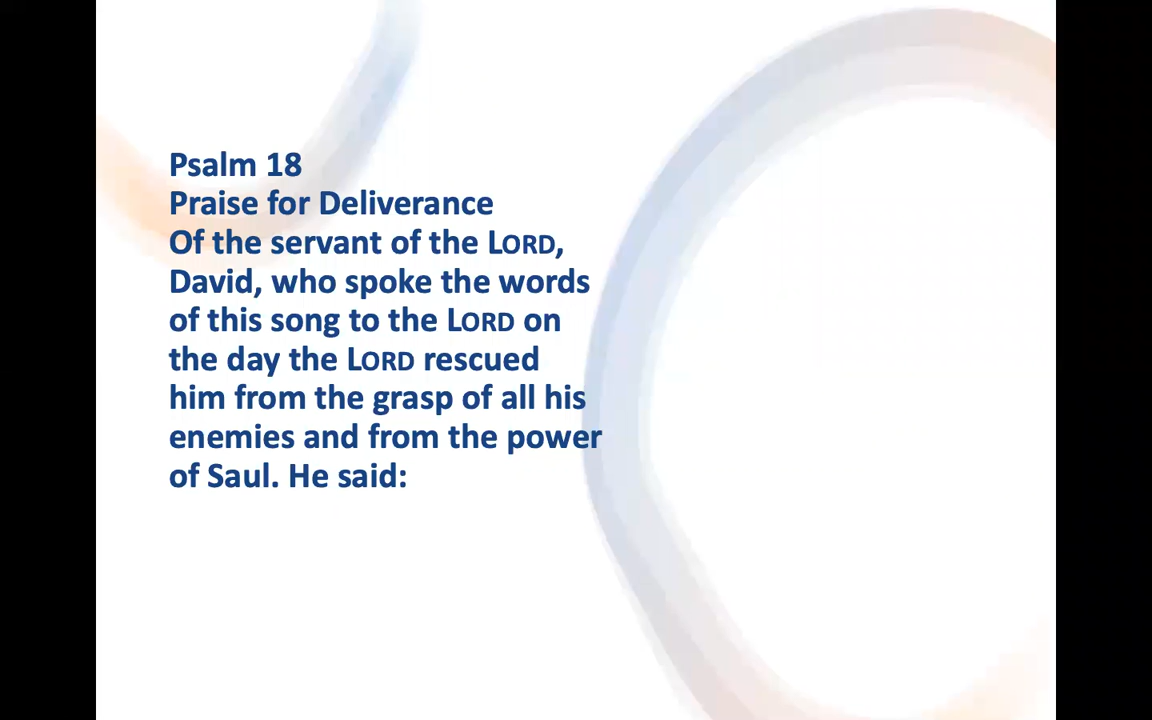 Psalm 18
Praise for Deliverance
Of the servant of the LORD,
David, who spoke the words
of this song to the LORD on
the day the LORD rescued
him from the grasp of all his
enemies and from the power
of Saul. He said: